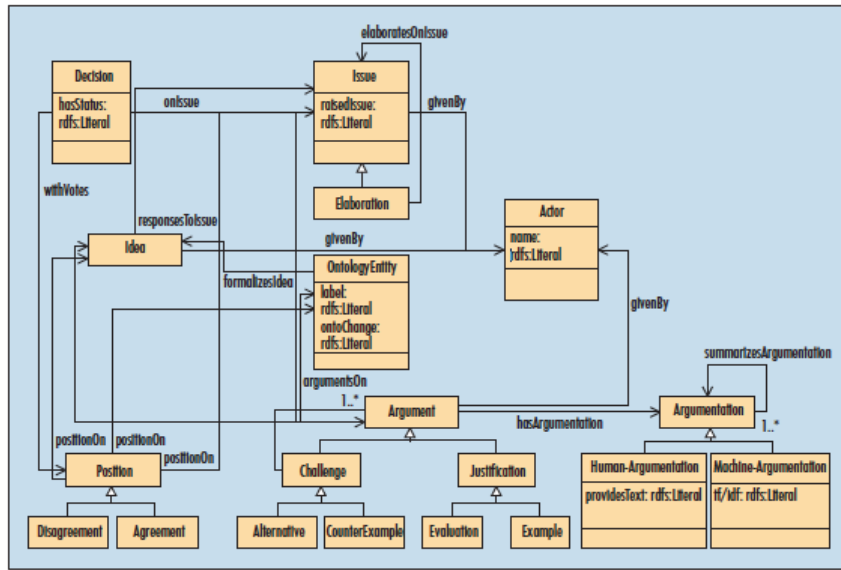 elaboratesOnIssue
Decision
Issue
hasStatus:
rdfs:Literal
onIssue
raisedIssue:
rdfs:Literal
givenBy
withVotes
Elaboration
responsesToIssue
Actor
name:
rdfs:Literal
Idea
givenBy
formalizesIdea
OntologyEntity
label:
rdfs:Literal
ontoChange:
rdfs:Literal
givenBy
summarizesArgumentation
argumentsOn
1..*
Argument
hasArgumentation
Argumentation
1..*
positionOn
positionOn
positionOn
Position
Challenge
Justification
Human-Argumentation
providesText: rdfs:Literal
Machine-Argumentation
tf/idf: rdfs:Literal
Disagreement
Agreement
Alternative
CounterExample
Evaluation
Example